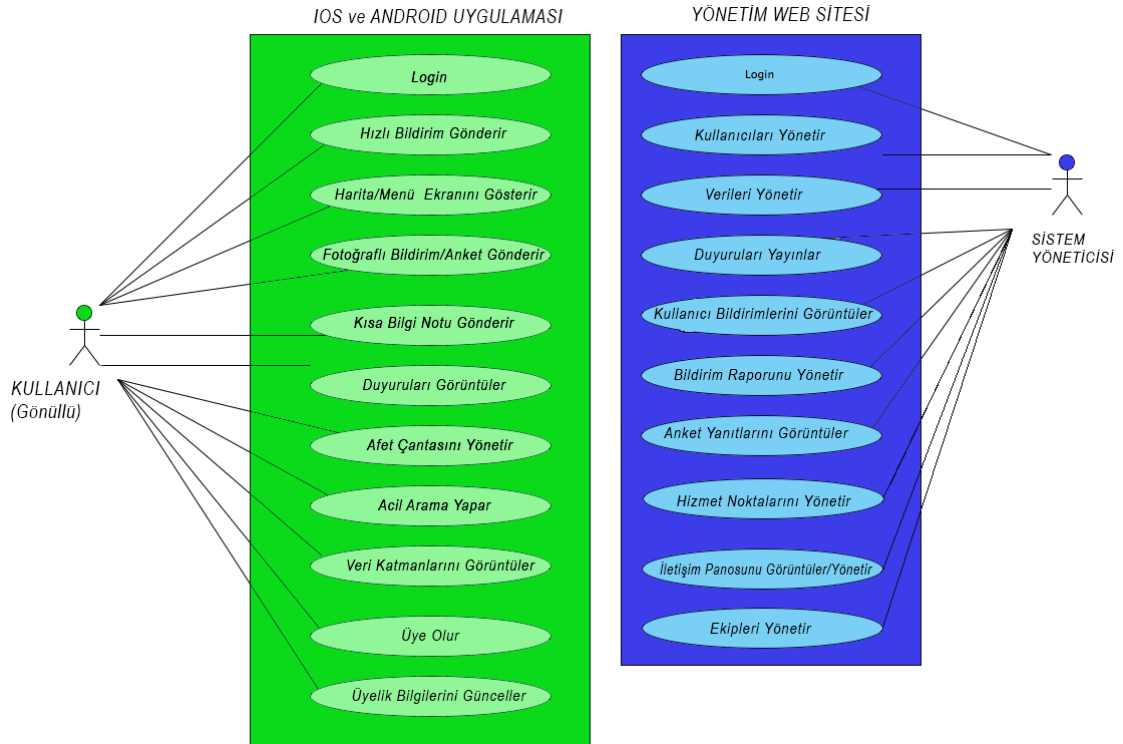 IOS ve ANDROID UYGULAMASI
Login
Hızlı Bildirim Gönderir
Harita/Menü Ekranını Gösterir
Fotoğraflı Bildirim/Anket Gönderir
Kısa Bilgi Notu Gönderir
Duyuruları Görüntüler
Afet Çantasını Yönetir
Acil Arama Yapar
Veri Katmanlarını Görüntüler
Üye Olur
Üyelik Bilgilerini Günceller
KULLANICI
(Gönüllü)
YÖNETİM WEB SİTESİ
Login
Kullanıcıları Yönetir
Verileri Yönetir
Duyuruları Yayınlar
Kullanıcı Bildirimlerini Görüntüler
Bildirim Raporunu Yönetir
Anket Yanıtlarını Görüntüler
Hizmet Noktalarını Yönetir
İletişim Panosunu Görüntüler/Yönetir
Ekipleri Yönetir
SİSTEM
YÖNETİCİSİ